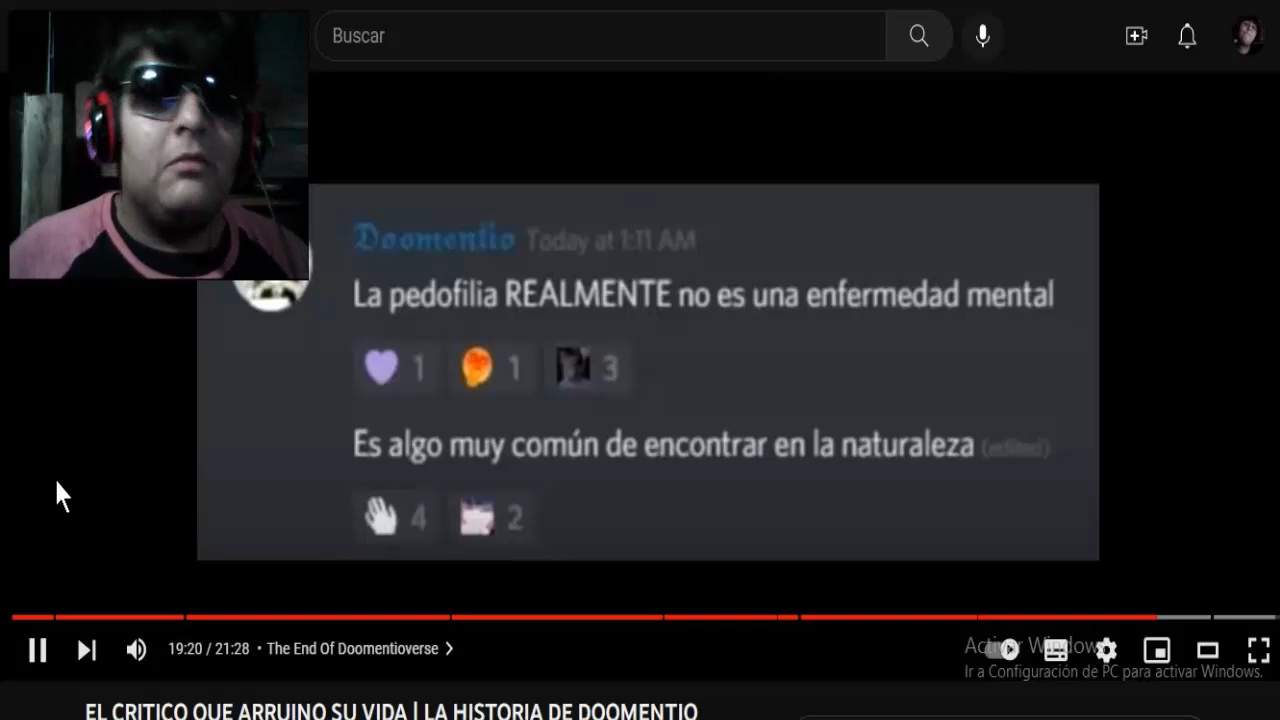 Buscar
Doomentio Today at 1:11 AM
La pedofilia REALMENTE no es una enfermedad mental
1 1 3
Es algo muy común de encontrar en la naturaleza (edited)
4 2
19:20 / 21:28 • The End Of Doomentioverse
Activar Windows
Ir a Configuración de PC para activar Windows.
EL CRITICO QUE ARRUINO SU VIDA | LA HISTORIA DE DOOMENTIO